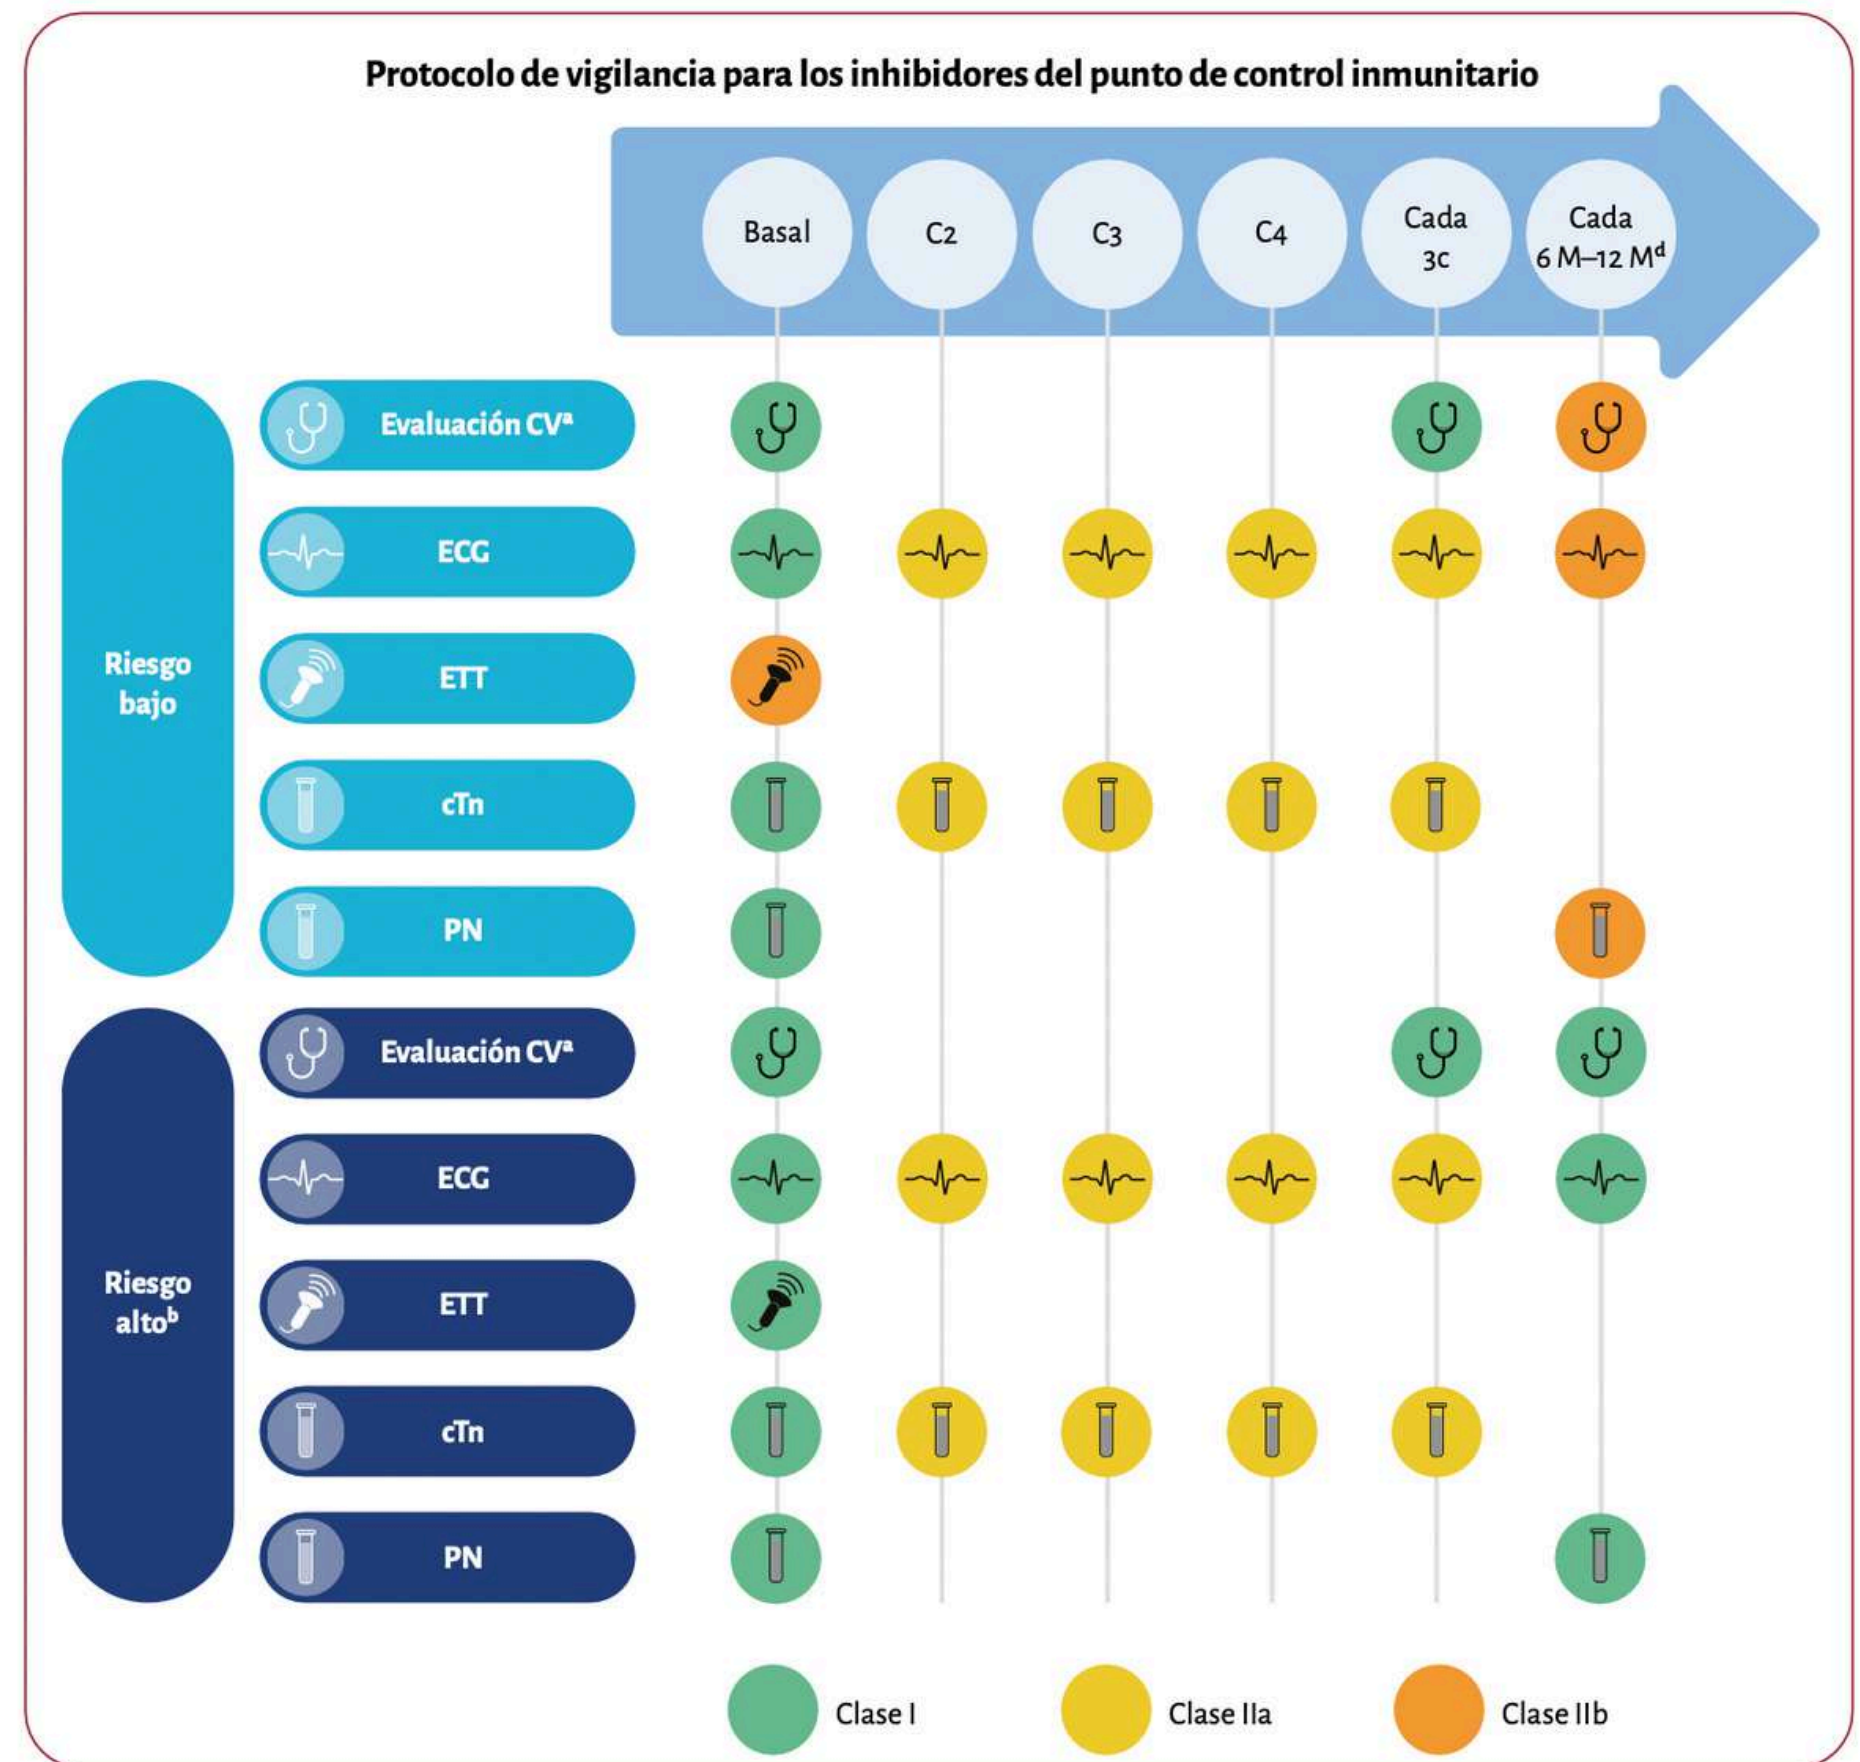 Protocolo de vigilancia para los inhibidores del punto de control inmunitario
Basal
C2
C3
C4
Cada
3c
Cada
6 M–12 Mᵈ
Riesgo
bajo
Evaluación CVᵃ
ECG
ETT
cTn
PN
Riesgo
altoᵇ
Evaluación CVᵃ
ECG
ETT
cTn
PN
Clase I
Clase IIa
Clase IIb